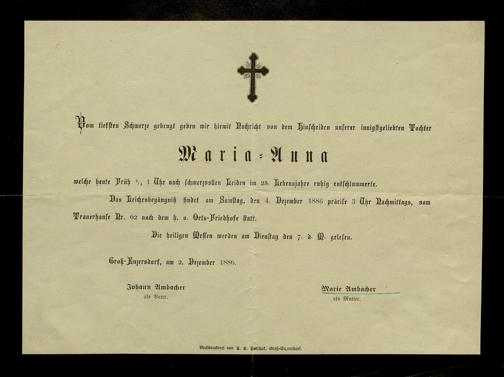 Vom tiefsten Schmerze gebeugt geben wir hiemit Nachricht von dem Hinscheiden unserer innigstgeliebten Tochter
Maria-Anna
welche heute Früh 1 Uhr nach schmerzvollen Leiden im 23. Lebensjahre ruhig entschlummerte.
Das Leichenbegängniß findet am Samstag, den 4. Dezember 1886 präcise 3 Uhr Nachmittags, vom
Trauerhause Nr. 62 nach dem h. o. Orts-Friedhofe statt.
Die heiligen Messen werden am Dienstag den 7. d. M. gelesen.
Groß-Enzersdorf, am 2. Dezember 1886.
Johann Ambacher
als Vater.
Marie Ambacher
als Mutter.
Groß-Enzersdorf.